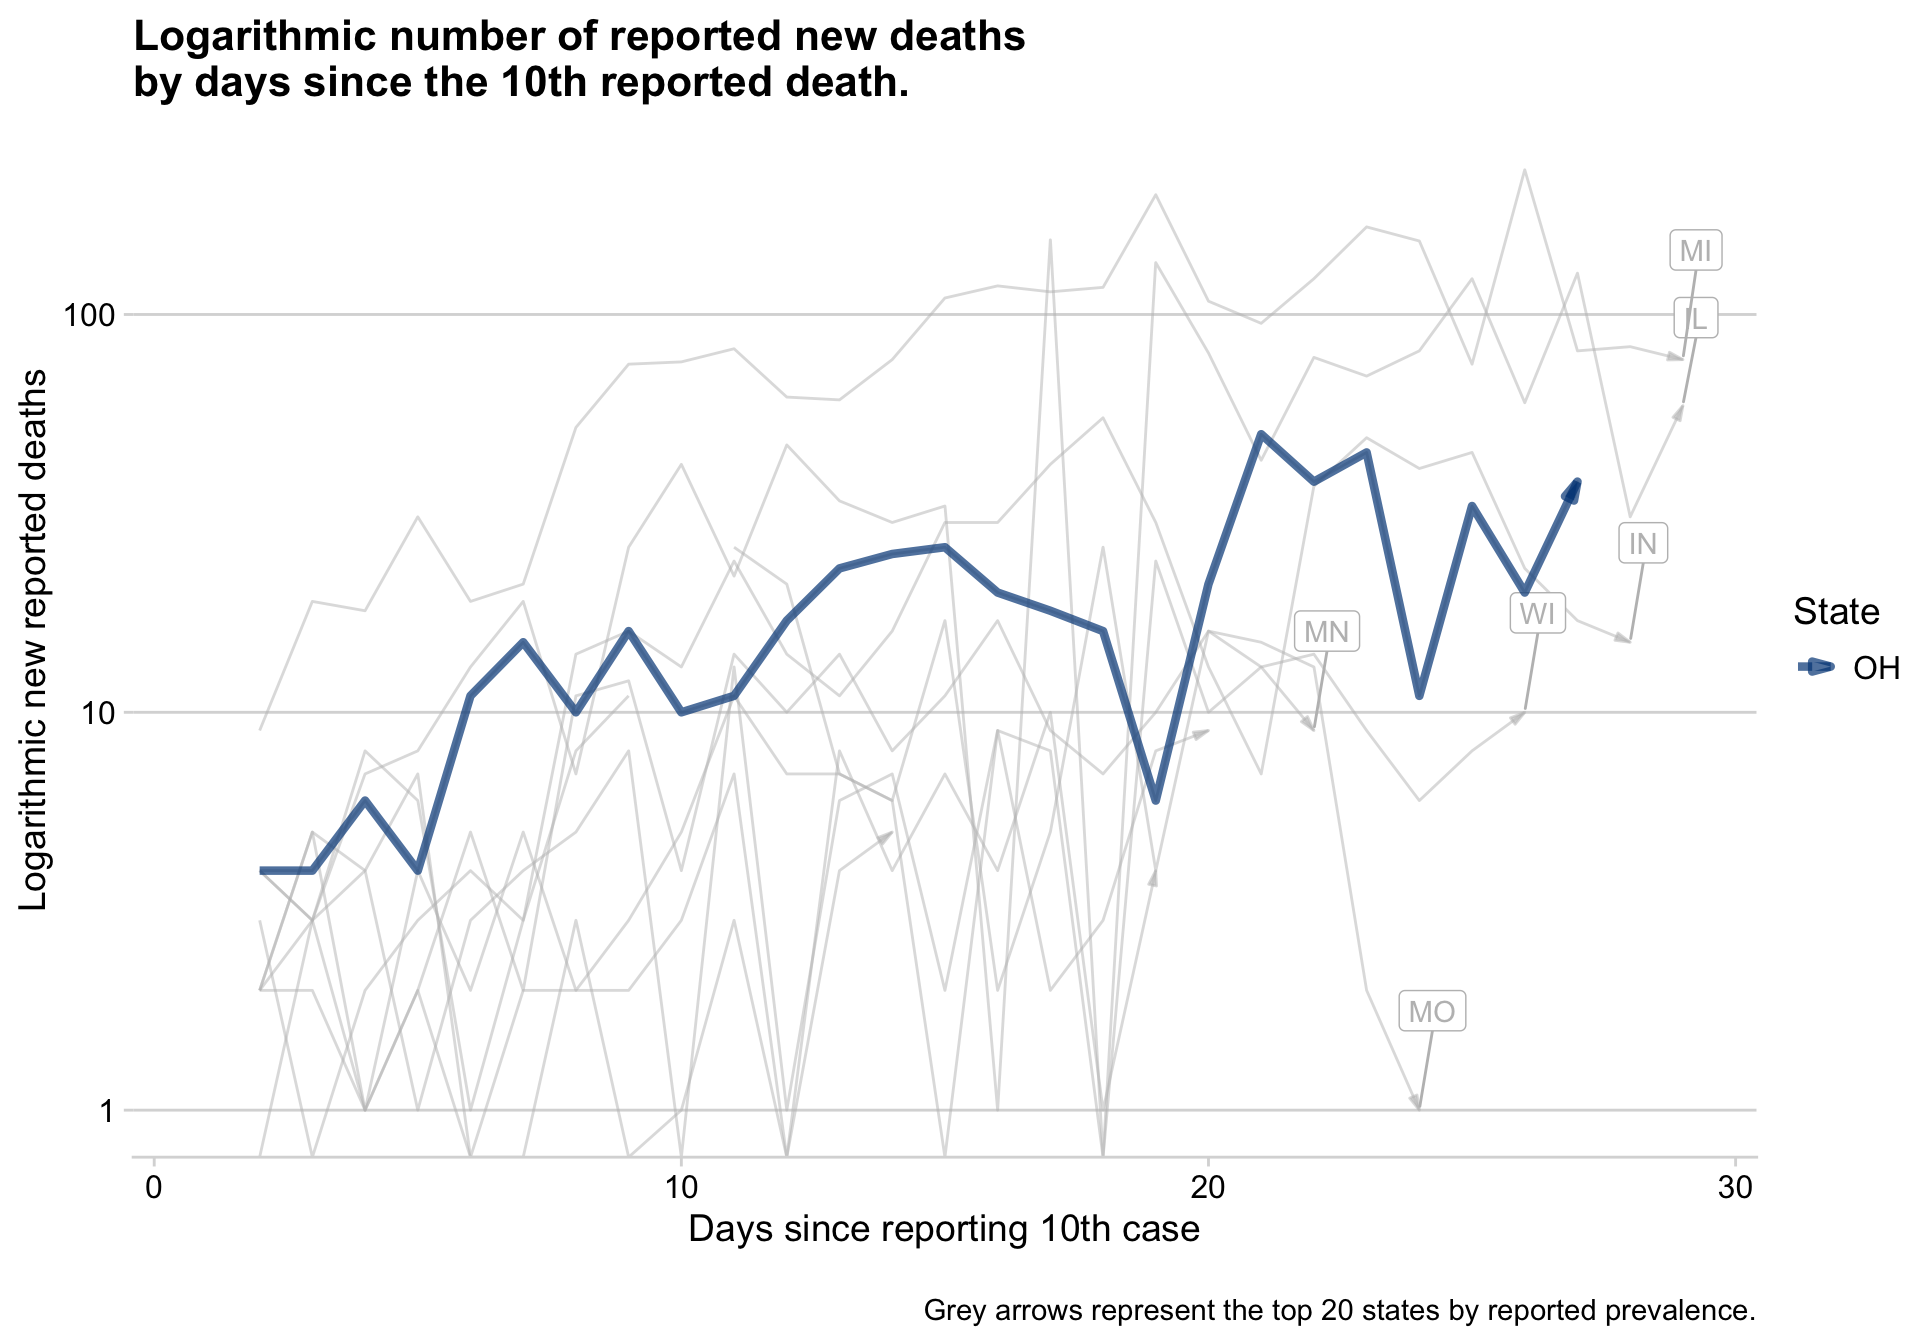 Logarithmic number of reported new deaths
by days since the 10th reported death.
Logarithmic new reported deaths
100
10
1
MI
IL
IN
WI
MN
MO
State
OH
0
10
20
30
Days since reporting 10th case
Grey arrows represent the top 20 states by reported prevalence.